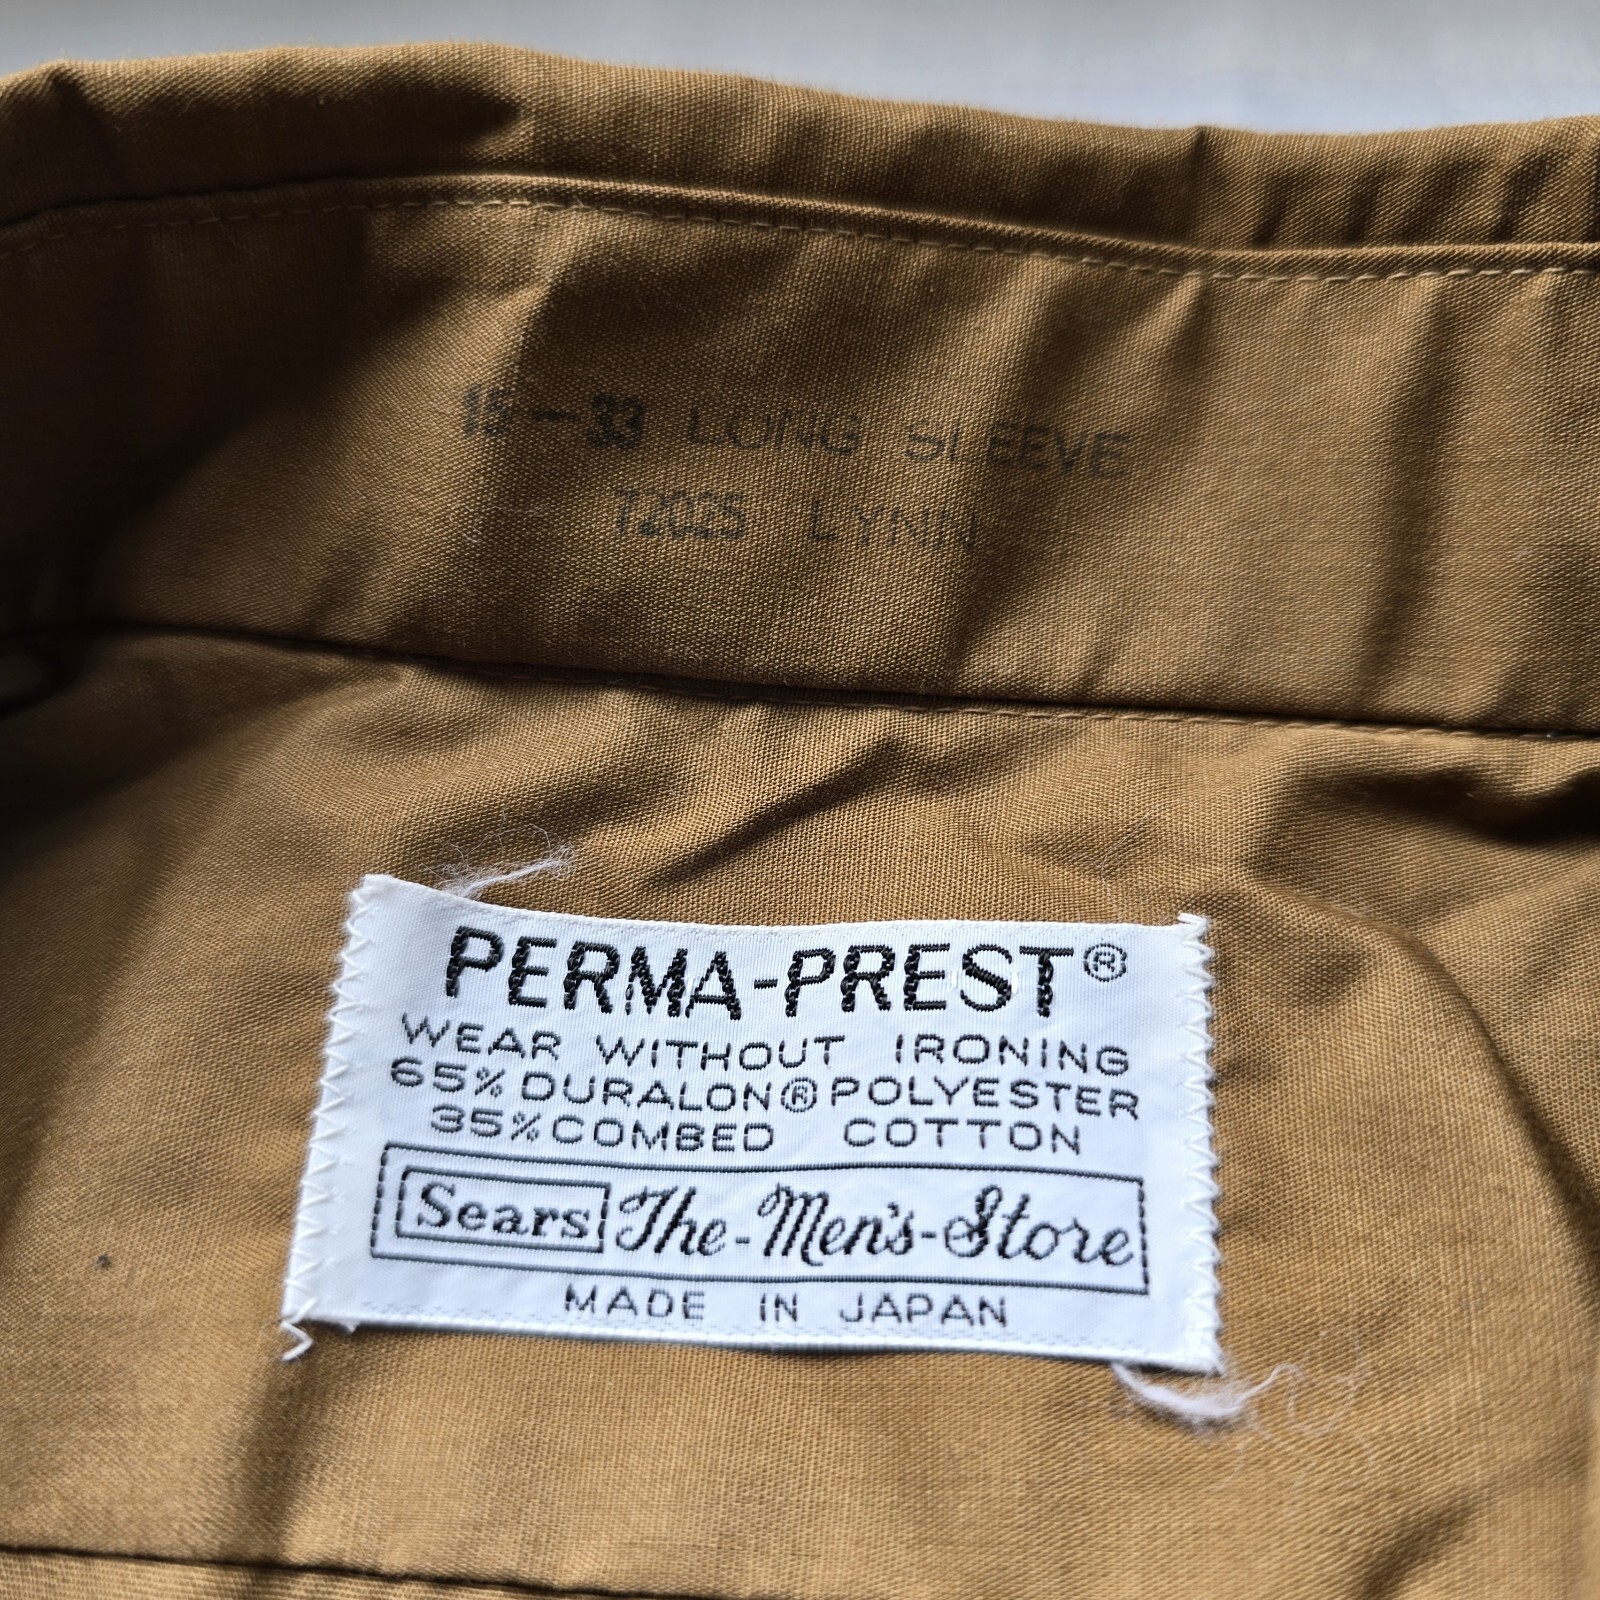 15-33 LONG SLEEVE
T2025 LYNN
PERMA-PREST®
WEAR WITHOUT IRONING
65% DURALON® POLYESTER
35% COMBED COTTON
Sears The-Men's-Store
MADE IN JAPAN